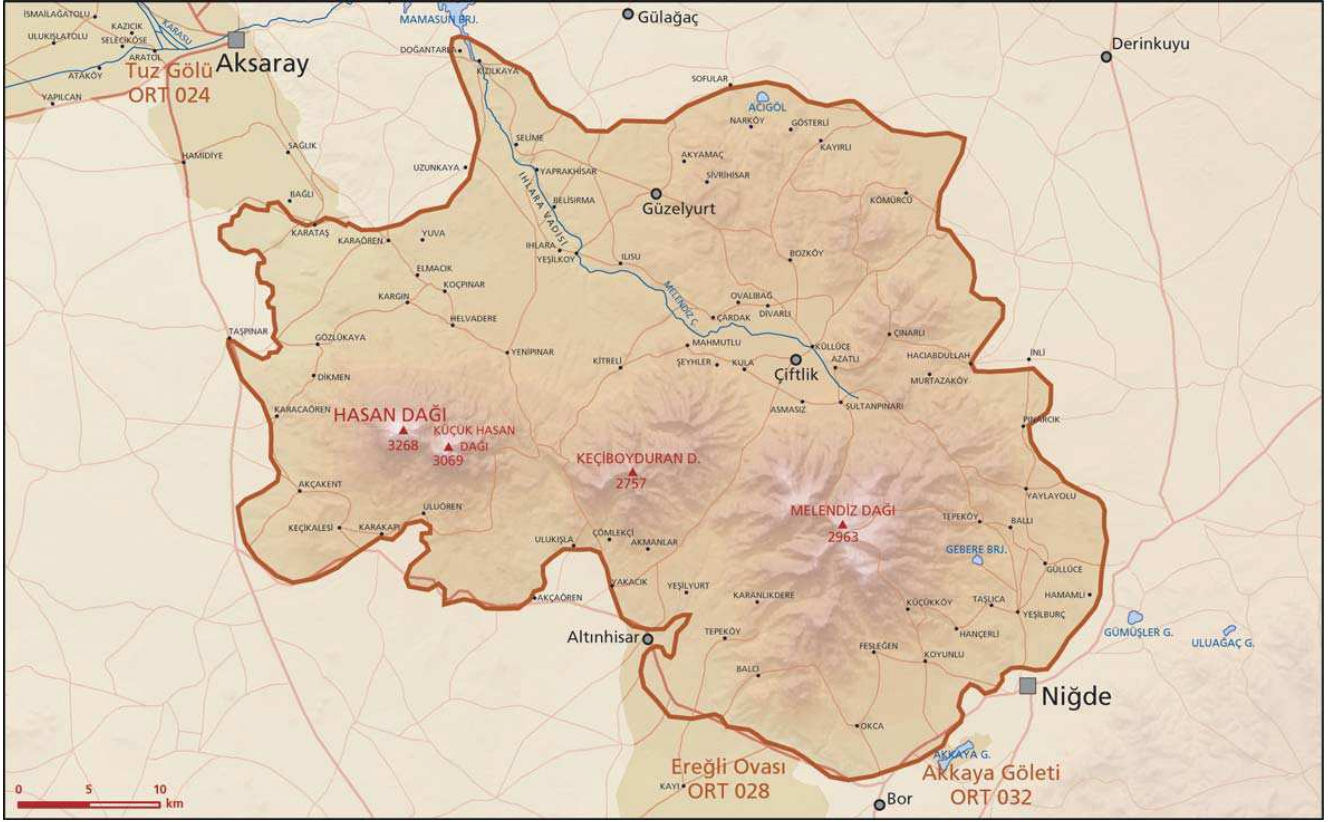 İSMAİLAĞATOLU
KAZICIK
KARASU
ULUKIŞLATOLU
SELECİKÖSE
ARATOL
ATAKÖY
YAPILCAN
Aksaray
Tuz Gölü
ORT 024
MAMASUN BRJ.
Gülağaç
Derinkuyu
DOĞANTARLA
KIZILKAYA
SOFULAR
ACIGÖL
NARKÖY
GÖSTERLİ
KAYIRLI
SELİME
HAMIDİYE
SAĞLIK
UZUNKAYA
YAPRAKHİSAR
AKYAMAÇ
SİVRİHİSAR
BAĞLI
BELİSIRMA
IHLARA VADİSİ
Güzelyurt
KÖMÜRCÜ
KARATAŞ
KARAÖREN
YUVA
IHLARA
YEŞİLKOY
ILISU
BOZKÖY
ELMACIK
KOÇPINAR
KARGIN
MELENDİZ Ç.
OVALIBAĞ
DİVARLI
ÇARDAK
HELVADERE
TAŞPINAR
GÖZLÜKAYA
YENİPINAR
KİTRELİ
MAHMUTLU
ŞEYHLER
KULA
Çiftlik
KÜLLÜCE
AZATLI
ÇINARLI
HACIABDULLAH
İNLİ
MURTAZAKÖY
DİKMEN
KARACAÖREN
ASMASIZ
SULTANPINARI
PINARCIK
HASAN DAĞI
3268
KÜÇÜK HASAN
DAĞI
3069
KEÇİBOYDURAN D.
2757
MELENDİZ DAĞI
2963
AKÇAKENT
YAYLAYOLU
ULUÖREN
KEÇİKALESİ
KARAKAPI
TEPEKÖY
BALLI
ULUKIŞLA
ÇÖMLEKÇİ
AKMANLAR
GEBERE BRJ.
GÜLLÜCE
YAKACIK
YEŞİLYURT
KARANLIKDERE
AKÇAÖREN
KÜÇÜKKÖY
TAŞLICA
HAMAMLI
YEŞİLBURÇ
Altınhisar
TEPEKÖY
HANÇERLİ
GÜMÜŞLER G.
ULUAĞAÇ G.
FESLEĞEN
KOYUNLU
BALCI
Niğde
OKCA
AKKAYA G.
Ereğli Ovası
ORT 028
KAYI
Akkaya Göleti
ORT 032
Bor
0 5 10
km